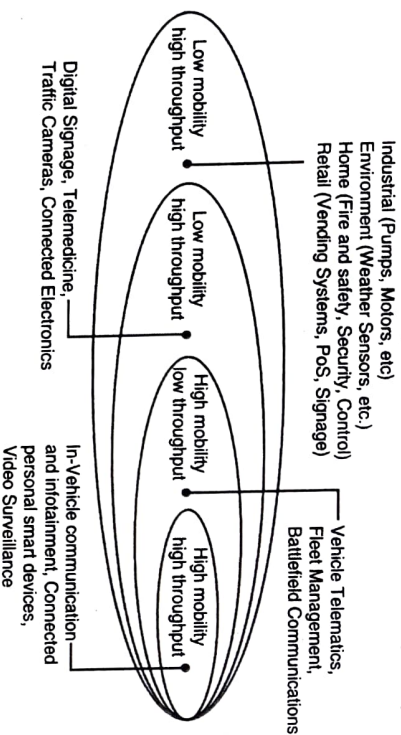 Industrial (Pumps, Motors, etc)
Environment (Weather Sensors, etc.)
Home (Fire and safety, Security, Control)
Retail (Vending Systems, PoS, Signage)
Vehicle Telematics,
Fleet Management,
Battlefield Communications
Low mobility
high throughput
Low mobility
high throughput
High mobility
low throughput
High mobility
high throughput
Digital Signage, Telemedicine,
Traffic Cameras, Connected Electronics
In-Vehicle communication
and infotainment, Connected
personal smart devices,
Video Surveillance